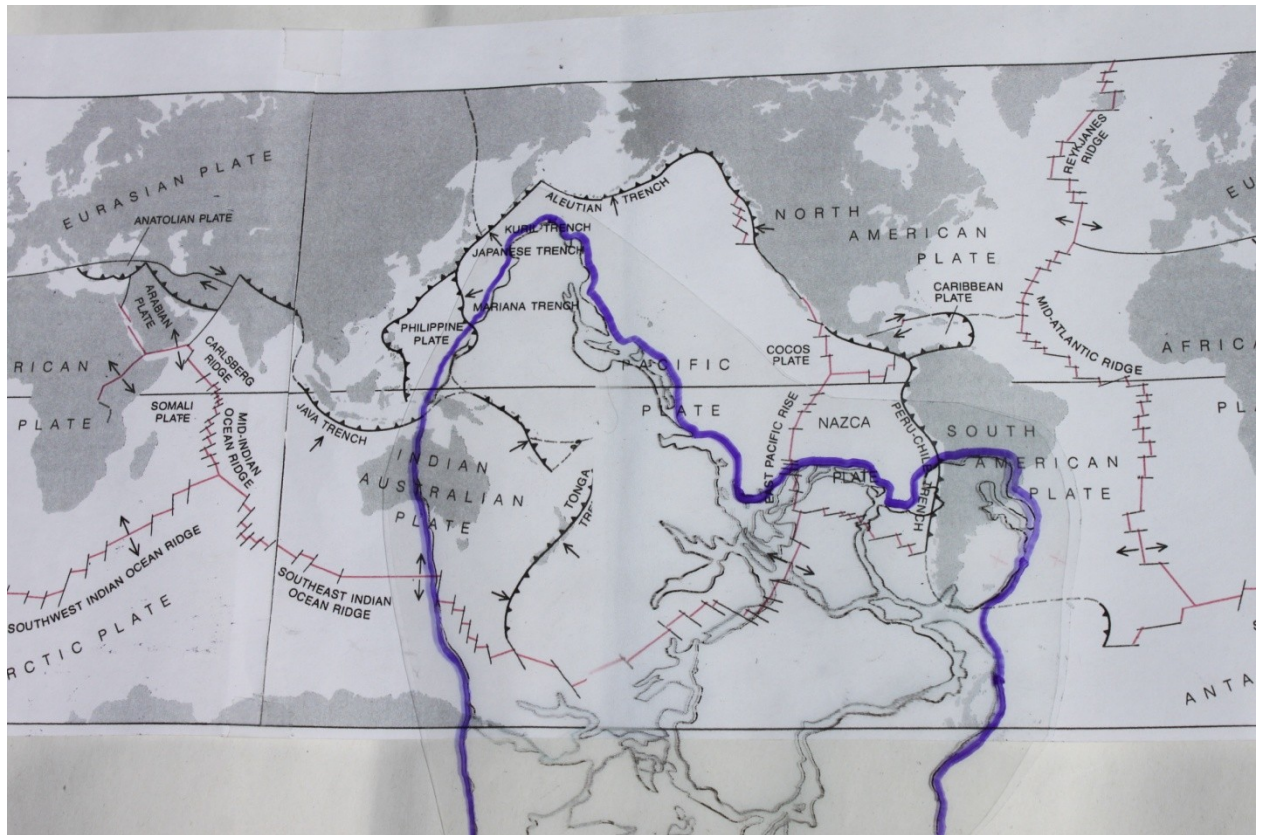 REYKJANES
RIDGE
EURASIAN PLATE
ANATOLIAN PLATE
ALEUTIAN
TRENCH
NORTH
AMERICAN
PLATE
KURIL TRENCH
JAPANESE TRENCH
MARIANA TRENCH
ARABIAN
PLATE
CARIBBEAN
PLATE
PHILIPPINE
PLATE
MID-ATLANTIC RIDGE
CARLSBERG
RIDGE
COCOS
PLATE
PACIFIC
PLATE
RICAN
PLATE
AFRICA
PL
SOMALI
PLATE
MID-INDIAN
OCEAN RIDGE
JAVA TRENCH
EAST PACIFIC RISE
NAZCA
PLATE
PERU-CHILE
TRENCH
SOUTH
AMERICAN
PLATE
INDIAN
AUSTRALIAN
PLATE
TONGA
SOUTHWEST INDIAN OCEAN RIDGE
SOUTHEAST INDIAN
OCEAN RIDGE
RCTIC PLATE
ANTA
EU